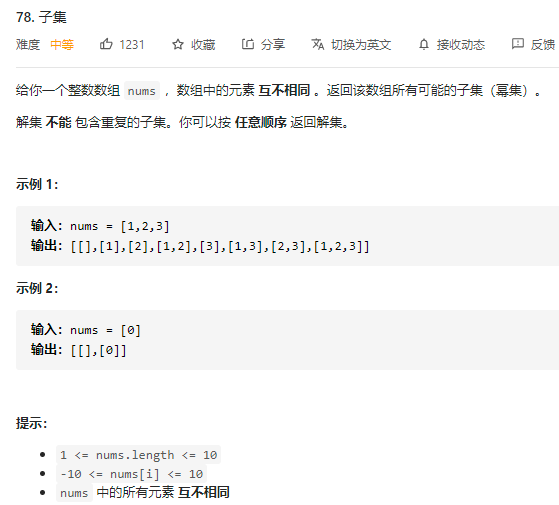 78. 子集
难度 中等 1231 收藏 分享 切换为英文 接收动态 反馈
给你一个整数数组 nums ，数组中的元素 互不相同 。返回该数组所有可能的子集（幂集）。
解集 不能 包含重复的子集。你可以按 任意顺序 返回解集。
示例 1：
输入：nums = [1,2,3]
输出：[[],[1],[2],[1,2],[3],[1,3],[2,3],[1,2,3]]
示例 2：
输入：nums = [0]
输出：[[],[0]]
提示：
1 <= nums.length <= 10
-10 <= nums[i] <= 10
nums 中的所有元素 互不相同